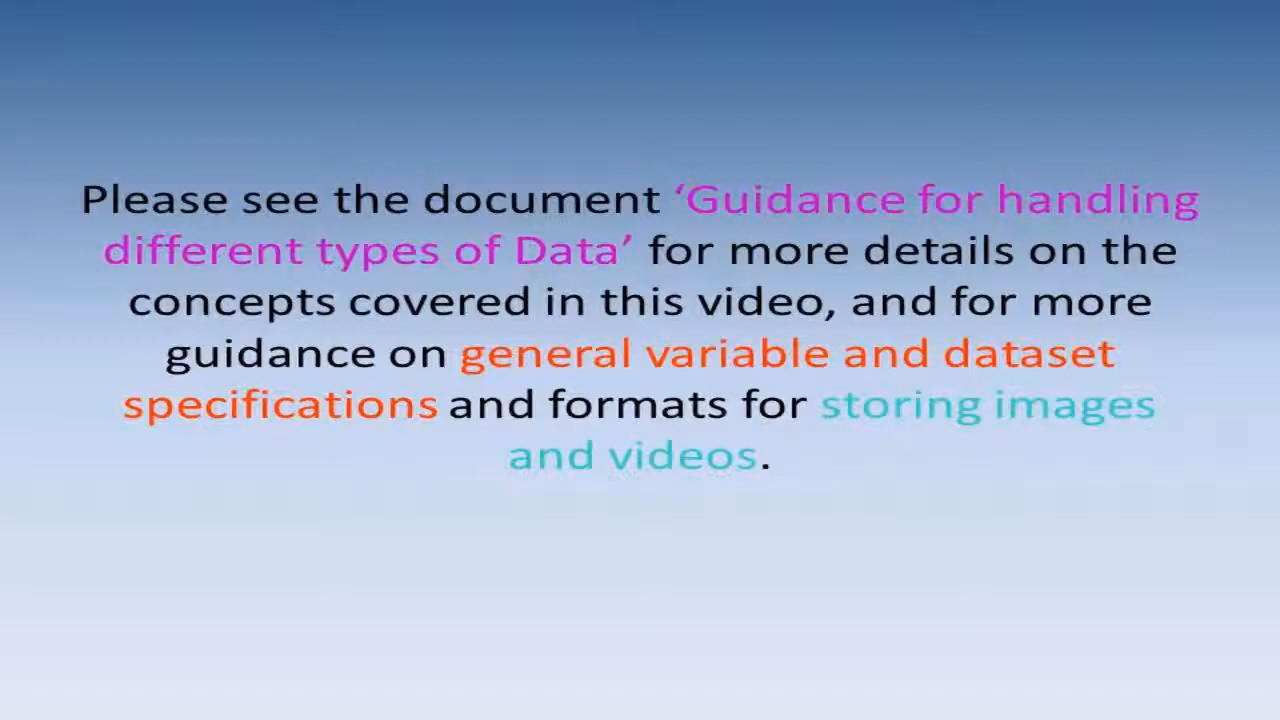 Please see the document ‘Guidance for handling
different types of Data’ for more details on the
concepts covered in this video, and for more
guidance on general variable and dataset
specifications and formats for storing images
and videos.